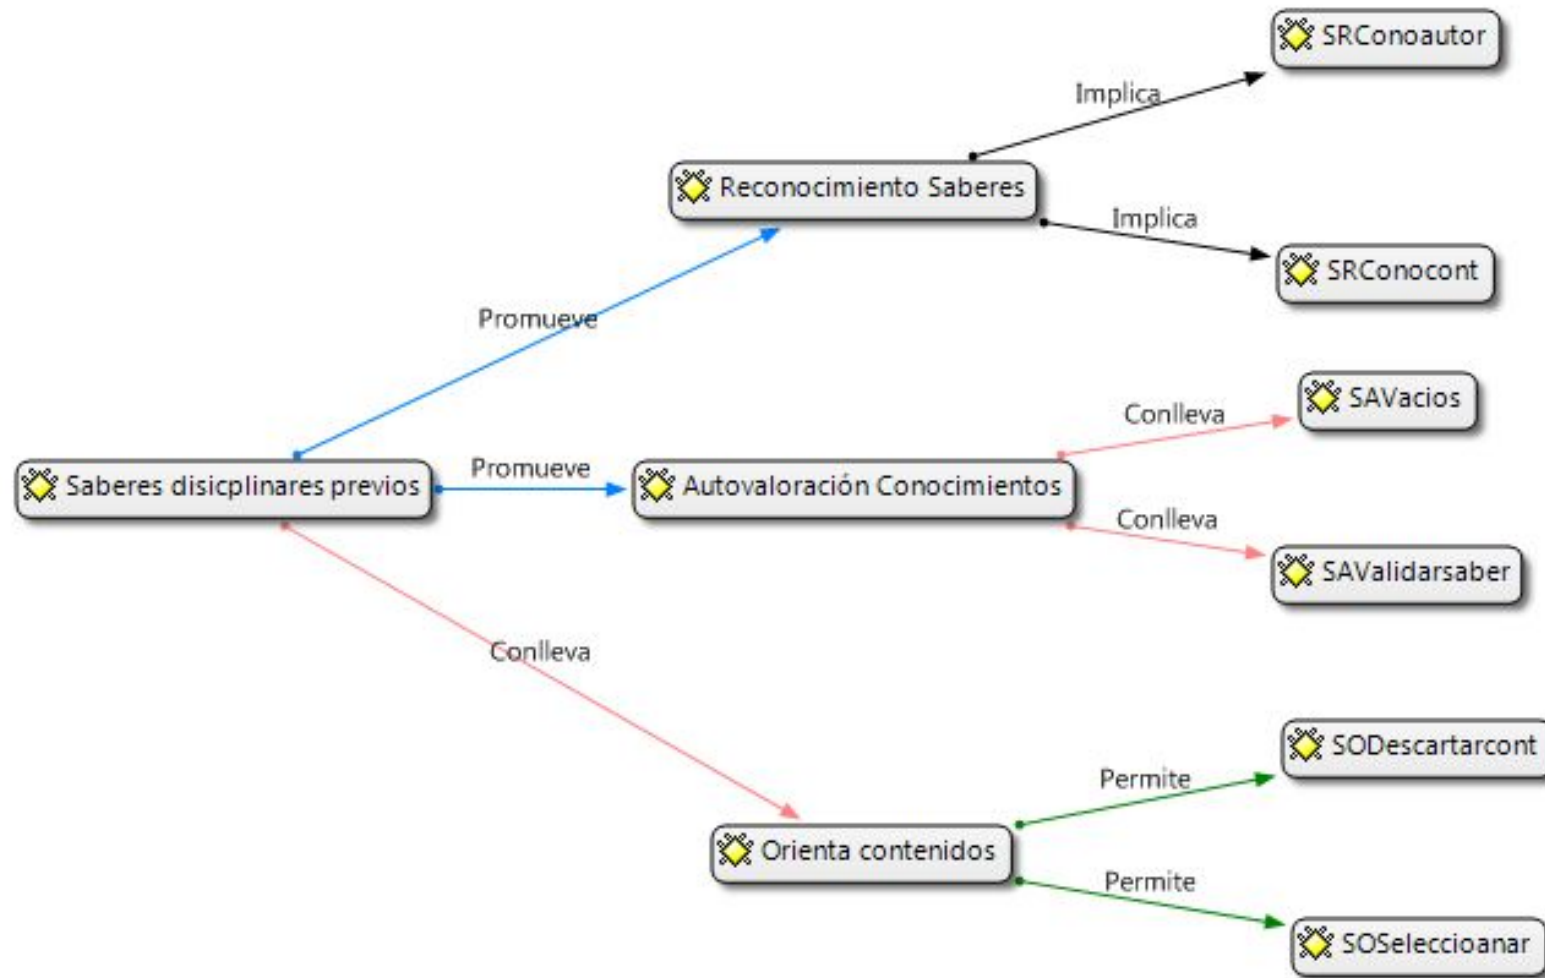 SRConoautor
Implica
Reconocimiento Saberes
Implica
SRConocont
Promueve
SAVacios
Conlleva
Saberes disicplinares previos
Promueve
Autovaloración Conocimientos
Conlleva
SAValidarsaber
Conlleva
SODescartarcont
Permite
Orienta contenidos
Permite
SOSeleccioanar